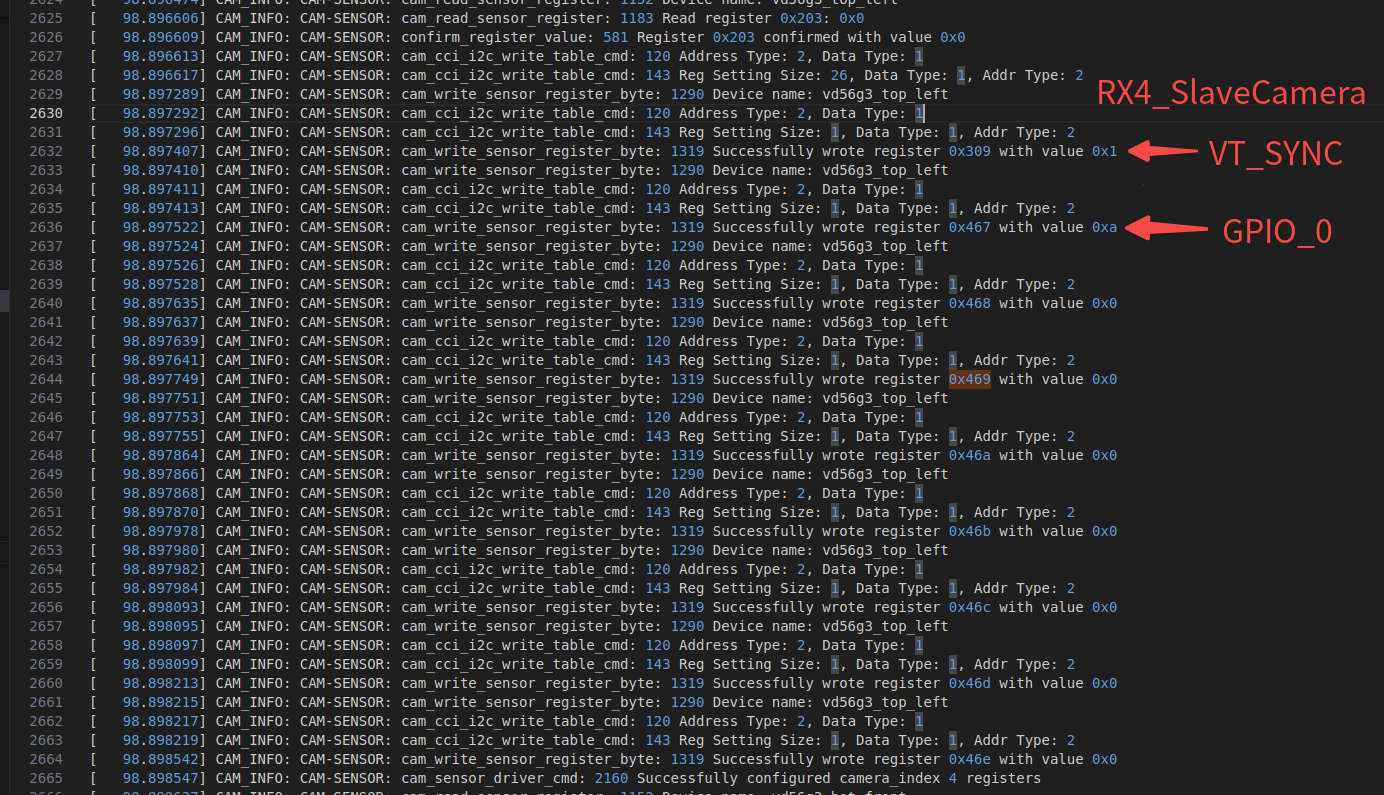 2624 [ 98.896474] CAM_INFO: CAM-SENSOR: cam_read_sensor_register: 1152 Device name: vd56g3_top_left
2625 [ 98.896606] CAM_INFO: CAM-SENSOR: cam_read_sensor_register: 1183 Read register 0x203: 0x0
2626 [ 98.896609] CAM_INFO: CAM-SENSOR: confirm_register_value: 581 Register 0x203 confirmed with value 0x0
2627 [ 98.896613] CAM_INFO: CAM-SENSOR: cam_cci_i2c_write_table_cmd: 120 Address Type: 2, Data Type: 1
2628 [ 98.896617] CAM_INFO: CAM-SENSOR: cam_cci_i2c_write_table_cmd: 143 Reg Setting Size: 26, Data Type: 1, Addr Type: 2
2629 [ 98.897289] CAM_INFO: CAM-SENSOR: cam_write_sensor_register_byte: 1290 Device name: vd56g3_top_left
RX4_SlaveCamera
2630 [ 98.897292] CAM_INFO: CAM-SENSOR: cam_cci_i2c_write_table_cmd: 120 Address Type: 2, Data Type: 1
2631 [ 98.897296] CAM_INFO: CAM-SENSOR: cam_cci_i2c_write_table_cmd: 143 Reg Setting Size: 1, Data Type: 1, Addr Type: 2
2632 [ 98.897407] CAM_INFO: CAM-SENSOR: cam_write_sensor_register_byte: 1319 Successfully wrote register 0x309 with value 0x1 VT_SYNC
2633 [ 98.897410] CAM_INFO: CAM-SENSOR: cam_write_sensor_register_byte: 1290 Device name: vd56g3_top_left
2634 [ 98.897411] CAM_INFO: CAM-SENSOR: cam_cci_i2c_write_table_cmd: 120 Address Type: 2, Data Type: 1
2635 [ 98.897413] CAM_INFO: CAM-SENSOR: cam_cci_i2c_write_table_cmd: 143 Reg Setting Size: 1, Data Type: 1, Addr Type: 2
2636 [ 98.897522] CAM_INFO: CAM-SENSOR: cam_write_sensor_register_byte: 1319 Successfully wrote register 0x467 with value 0xa GPIO_0
2637 [ 98.897524] CAM_INFO: CAM-SENSOR: cam_write_sensor_register_byte: 1290 Device name: vd56g3_top_left
2638 [ 98.897526] CAM_INFO: CAM-SENSOR: cam_cci_i2c_write_table_cmd: 120 Address Type: 2, Data Type: 1
2639 [ 98.897528] CAM_INFO: CAM-SENSOR: cam_cci_i2c_write_table_cmd: 143 Reg Setting Size: 1, Data Type: 1, Addr Type: 2
2640 [ 98.897635] CAM_INFO: CAM-SENSOR: cam_write_sensor_register_byte: 1319 Successfully wrote register 0x468 with value 0x0
2641 [ 98.897637] CAM_INFO: CAM-SENSOR: cam_write_sensor_register_byte: 1290 Device name: vd56g3_top_left
2642 [ 98.897639] CAM_INFO: CAM-SENSOR: cam_cci_i2c_write_table_cmd: 120 Address Type: 2, Data Type: 1
2643 [ 98.897641] CAM_INFO: CAM-SENSOR: cam_cci_i2c_write_table_cmd: 143 Reg Setting Size: 1, Data Type: 1, Addr Type: 2
2644 [ 98.897749] CAM_INFO: CAM-SENSOR: cam_write_sensor_register_byte: 1319 Successfully wrote register 0x469 with value 0x0
2645 [ 98.897751] CAM_INFO: CAM-SENSOR: cam_write_sensor_register_byte: 1290 Device name: vd56g3_top_left
2646 [ 98.897753] CAM_INFO: CAM-SENSOR: cam_cci_i2c_write_table_cmd: 120 Address Type: 2, Data Type: 1
2647 [ 98.897755] CAM_INFO: CAM-SENSOR: cam_cci_i2c_write_table_cmd: 143 Reg Setting Size: 1, Data Type: 1, Addr Type: 2
2648 [ 98.897864] CAM_INFO: CAM-SENSOR: cam_write_sensor_register_byte: 1319 Successfully wrote register 0x46a with value 0x0
2649 [ 98.897866] CAM_INFO: CAM-SENSOR: cam_write_sensor_register_byte: 1290 Device name: vd56g3_top_left
2650 [ 98.897868] CAM_INFO: CAM-SENSOR: cam_cci_i2c_write_table_cmd: 120 Address Type: 2, Data Type: 1
2651 [ 98.897870] CAM_INFO: CAM-SENSOR: cam_cci_i2c_write_table_cmd: 143 Reg Setting Size: 1, Data Type: 1, Addr Type: 2
2652 [ 98.897978] CAM_INFO: CAM-SENSOR: cam_write_sensor_register_byte: 1319 Successfully wrote register 0x46b with value 0x0
2653 [ 98.897980] CAM_INFO: CAM-SENSOR: cam_write_sensor_register_byte: 1290 Device name: vd56g3_top_left
2654 [ 98.897982] CAM_INFO: CAM-SENSOR: cam_cci_i2c_write_table_cmd: 120 Address Type: 2, Data Type: 1
2655 [ 98.897984] CAM_INFO: CAM-SENSOR: cam_cci_i2c_write_table_cmd: 143 Reg Setting Size: 1, Data Type: 1, Addr Type: 2
2656 [ 98.898093] CAM_INFO: CAM-SENSOR: cam_write_sensor_register_byte: 1319 Successfully wrote register 0x46c with value 0x0
2657 [ 98.898095] CAM_INFO: CAM-SENSOR: cam_write_sensor_register_byte: 1290 Device name: vd56g3_top_left
2658 [ 98.898097] CAM_INFO: CAM-SENSOR: cam_cci_i2c_write_table_cmd: 120 Address Type: 2, Data Type: 1
2659 [ 98.898099] CAM_INFO: CAM-SENSOR: cam_cci_i2c_write_table_cmd: 143 Reg Setting Size: 1, Data Type: 1, Addr Type: 2
2660 [ 98.898213] CAM_INFO: CAM-SENSOR: cam_write_sensor_register_byte: 1319 Successfully wrote register 0x46d with value 0x0
2661 [ 98.898215] CAM_INFO: CAM-SENSOR: cam_write_sensor_register_byte: 1290 Device name: vd56g3_top_left
2662 [ 98.898217] CAM_INFO: CAM-SENSOR: cam_cci_i2c_write_table_cmd: 120 Address Type: 2, Data Type: 1
2663 [ 98.898219] CAM_INFO: CAM-SENSOR: cam_cci_i2c_write_table_cmd: 143 Reg Setting Size: 1, Data Type: 1, Addr Type: 2
2664 [ 98.898542] CAM_INFO: CAM-SENSOR: cam_write_sensor_register_byte: 1319 Successfully wrote register 0x46e with value 0x0
2665 [ 98.898547] CAM_INFO: CAM-SENSOR: cam_sensor_driver_cmd: 2160 Successfully configured camera_index 4 registers